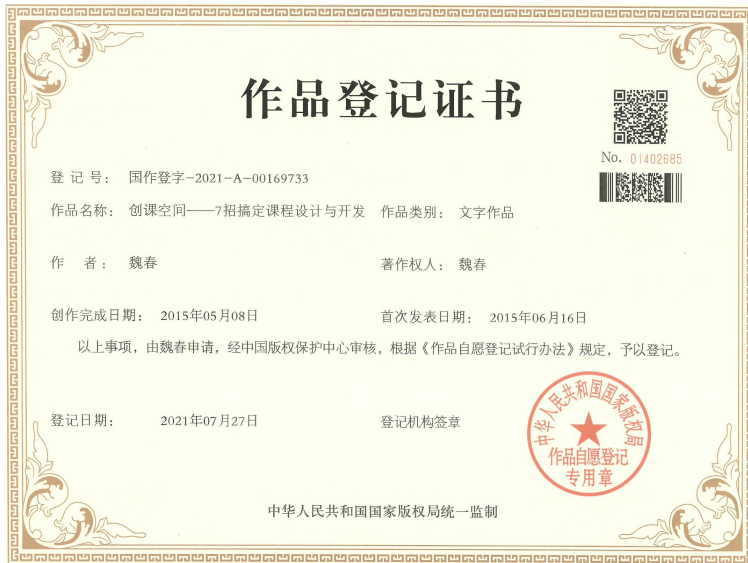 作品登记证书
No. 01402685
登 记 号： 国作登字-2021-A-00169733
作品名称： 创课空间——7招搞定课程设计与开发 作品类别： 文字作品
作 者： 魏春 著作权人： 魏春
创作完成日期： 2015年05月08日 首次发表日期： 2015年06月16日
以上事项，由魏春申请，经中国版权保护中心审核，根据《作品自愿登记试行办法》规定，予以登记。
登记日期： 2021年07月27日 登记机构签章
中华人民共和国国家版权局
作品自愿登记
专用章
中华人民共和国国家版权局统一监制